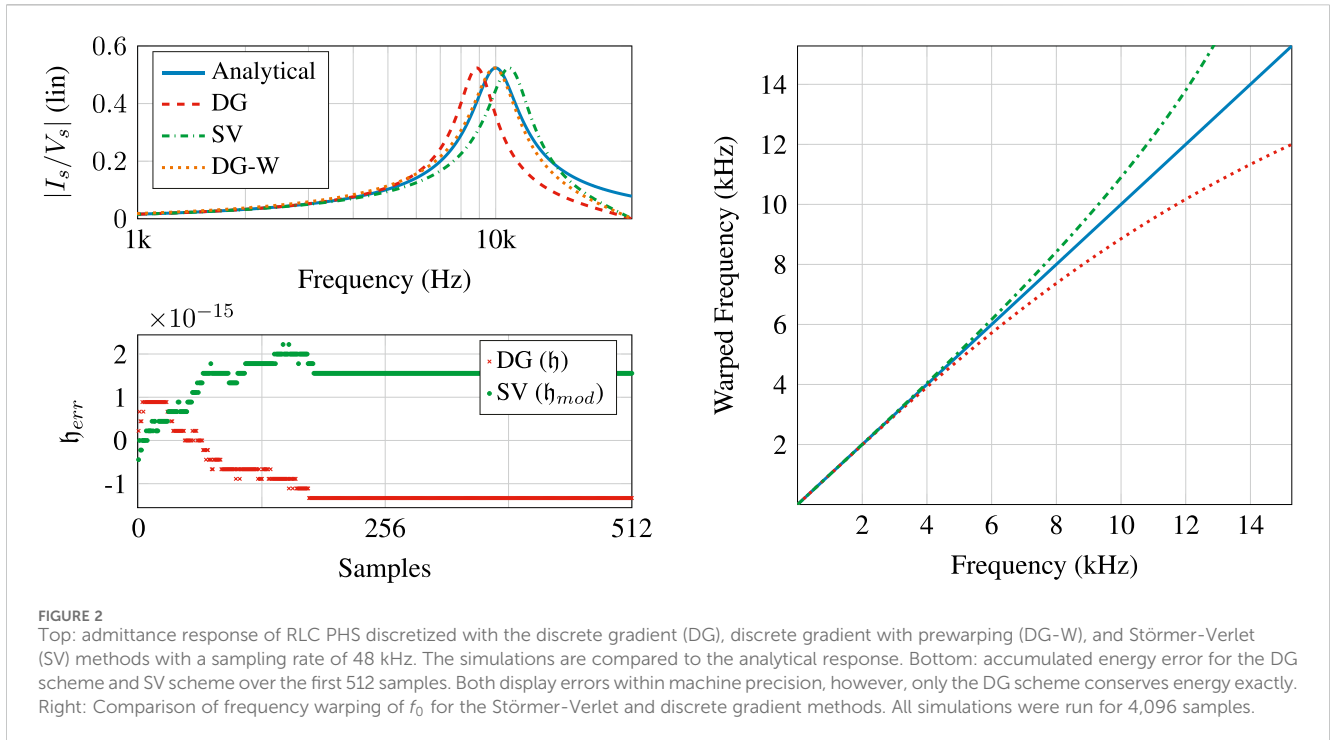 0.6
0.4
0.2
0
|I_s/V_s| (lin)
Analytical
DG
SV
DG-W
1k
10k
Frequency (Hz)
×10^−15
2
1
0
-1
𝔥_err
DG (𝔥)
SV (𝔥_mod)
0
256
512
Samples
14
12
10
8
6
4
2
Warped Frequency (kHz)
2
4
6
8
10
12
14
Frequency (kHz)
FIGURE 2
Top: admittance response of RLC PHS discretized with the discrete gradient (DG), discrete gradient with prewarping (DG-W), and Störmer-Verlet
(SV) methods with a sampling rate of 48 kHz. The simulations are compared to the analytical response. Bottom: accumulated energy error for the DG
scheme and SV scheme over the first 512 samples. Both display errors within machine precision, however, only the DG scheme conserves energy exactly.
Right: Comparison of frequency warping of f_0 for the Störmer-Verlet and discrete gradient methods. All simulations were run for 4,096 samples.